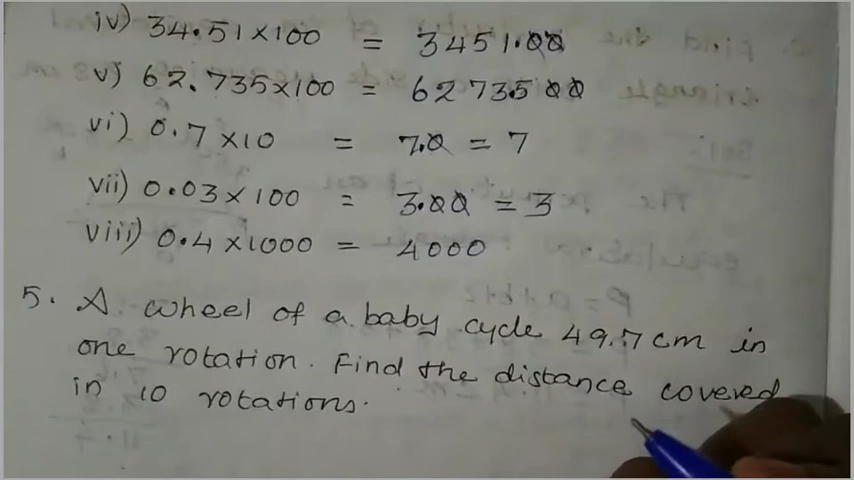 iv) 34.51×100 = 3451.00
v) 62.735×100 = 6273.500
vi) 0.7×10 = 7.0 = 7
vii) 0.03×100 = 3.00 = 3
viii) 0.4×1000 = 4000
5. A wheel of a baby cycle 49.7 cm in
one rotation. Find the distance covered
in 10 rotations.